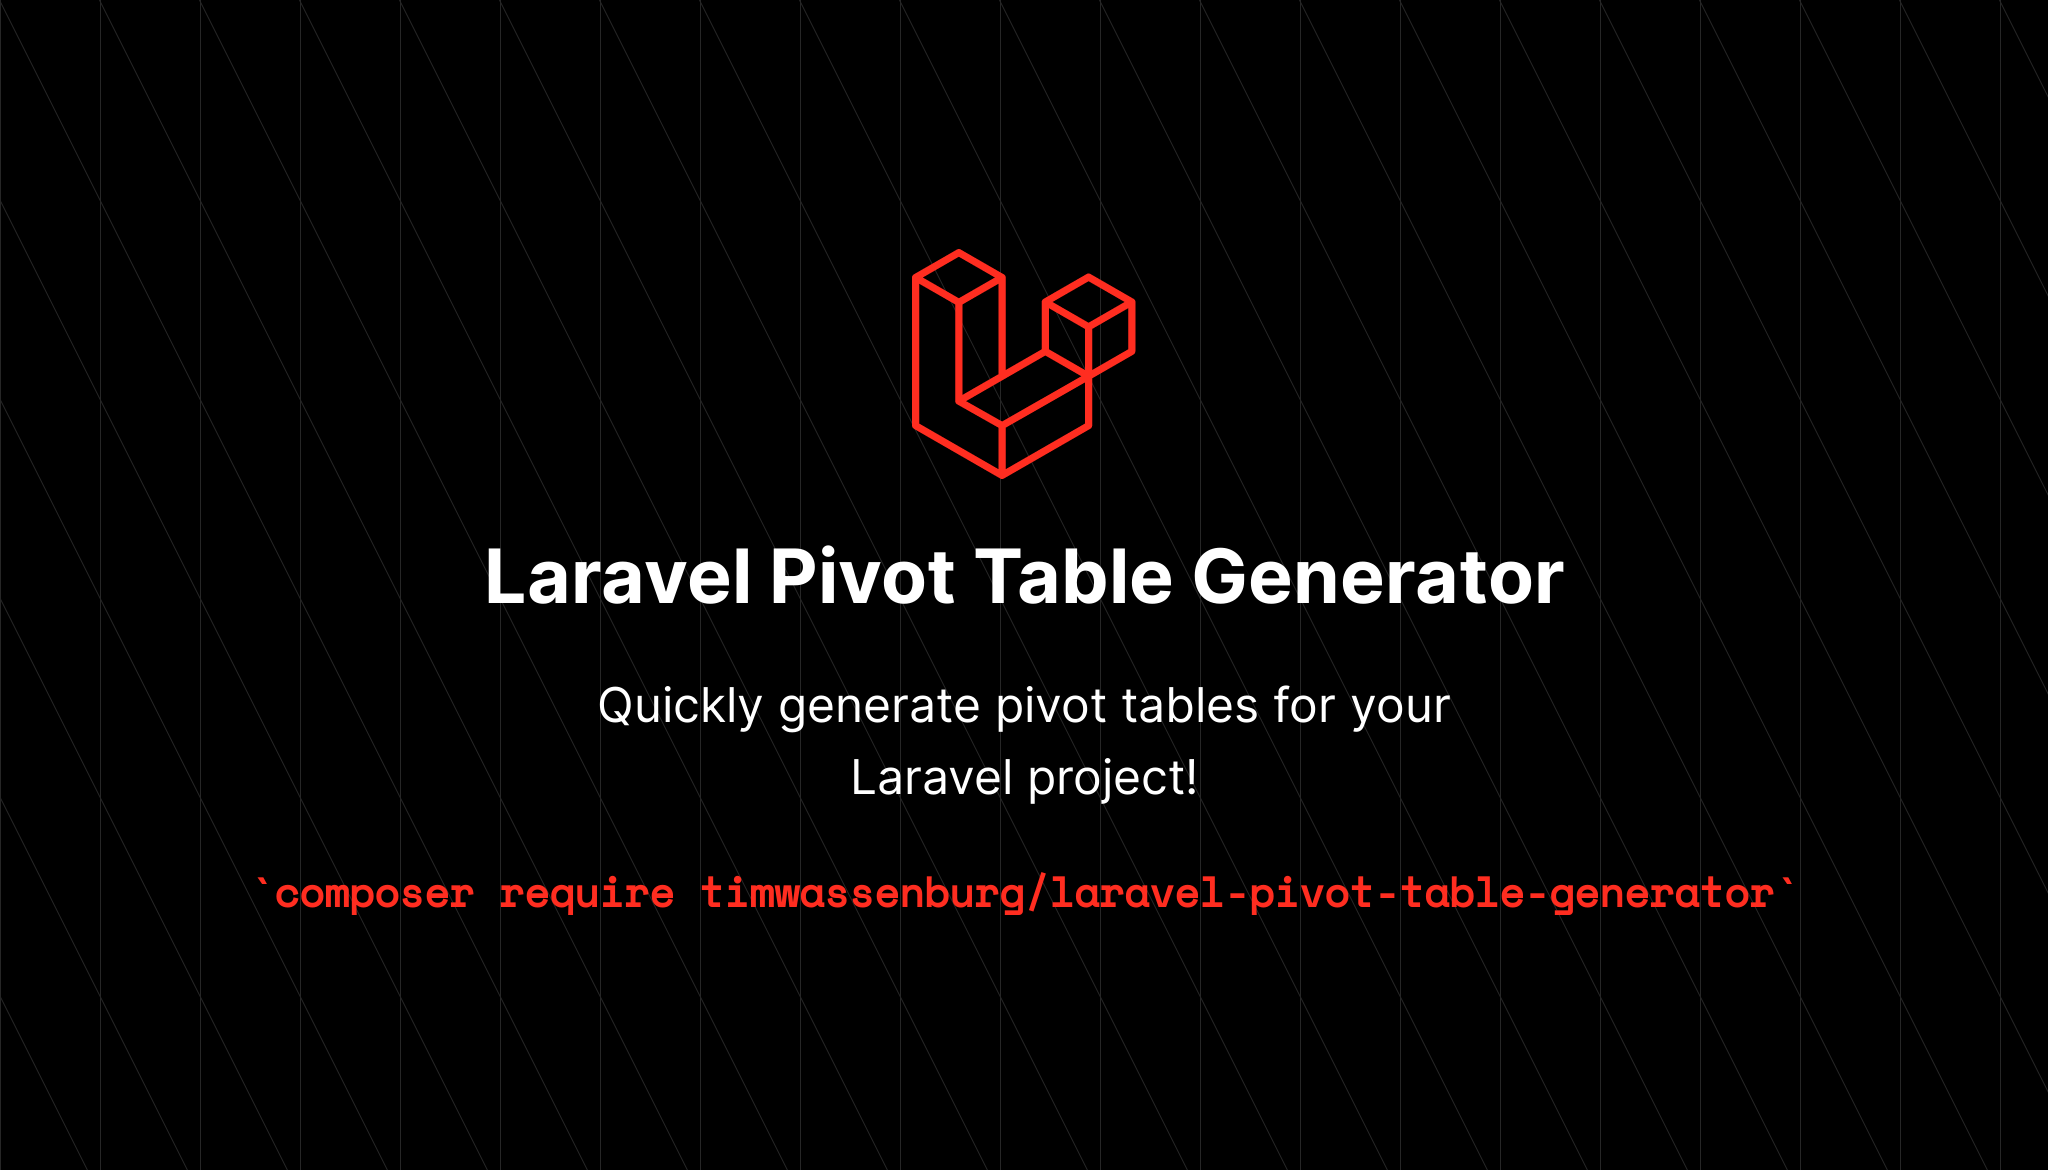 Laravel Pivot Table Generator
Quickly generate pivot tables for your
Laravel project!
`composer require timwassenburg/laravel-pivot-table-generator`